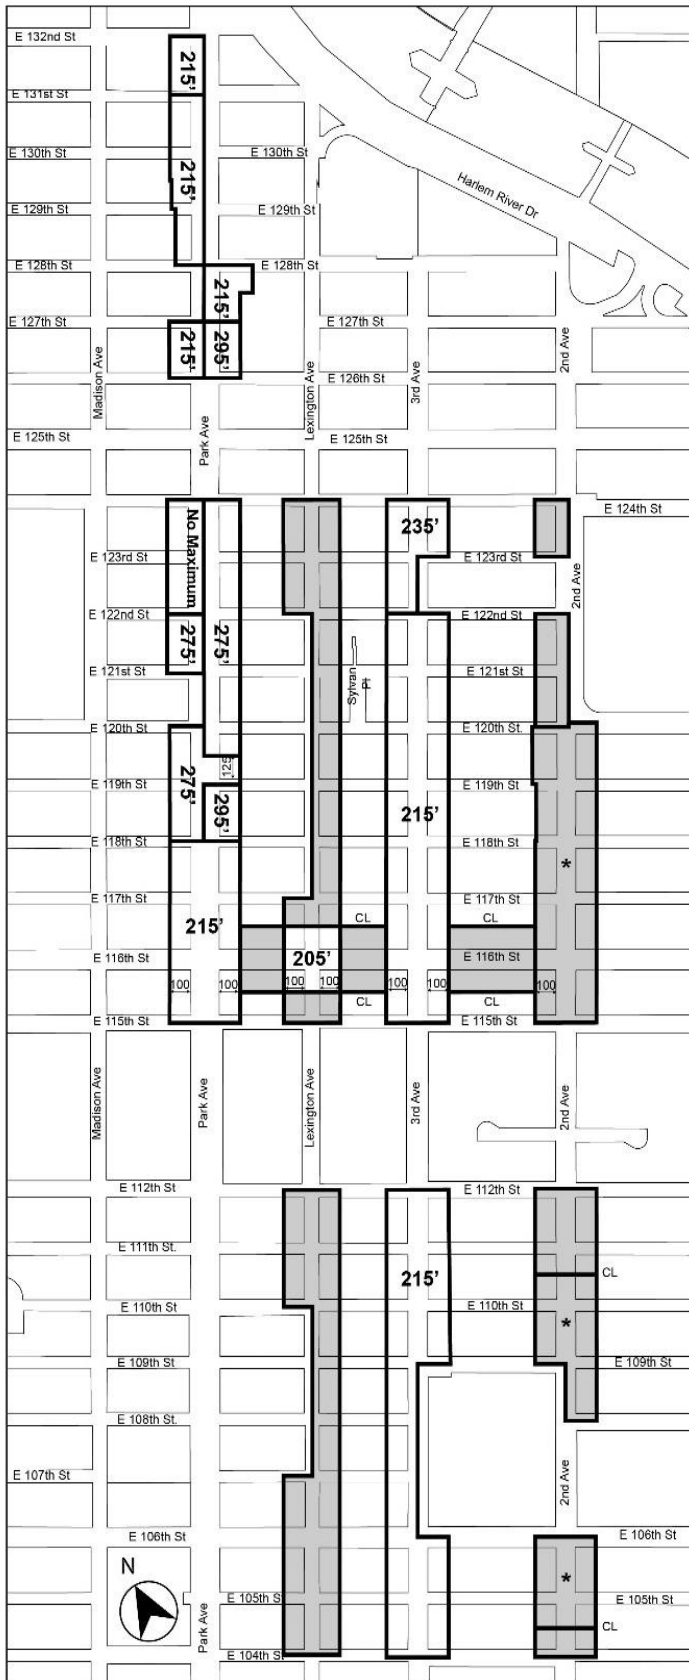 E 132nd St
215'
E 131st St
E 130th St
E 130th St
215'
Harlem River Dr
E 129th St
E 129th St
E 128th St
E 128th St
215'
E 127th St
E 127th St
215'
295'
Madison Ave
Park Ave
Lexington Ave
3rd Ave
2nd Ave
E 126th St
E 125th St
E 125th St
E 124th St
No Maximum
235'
E 123rd St
E 123rd St
2nd Ave
E 122nd St
E 122nd St
275'
275'
E 121st St
E 121st St
Sylvan
Pl
E 120th St
E 120th St.
275'
125
E 119th St
E 119th St
295'
215'
E 118th St
E 118th St
*
E 117th St
E 117th St
215'
CL
CL
E 116th St
205'
E 116th St
100
100
100
100
100
100
100
CL
CL
E 115th St
E 115th St
Madison Ave
Park Ave
Lexington Ave
3rd Ave
2nd Ave
E 112th St
E 112th St
E 111th St.
215'
CL
E 110th St
E 110th St
*
E 109th St
E 109th St
E 108th St.
E 107th St
2nd Ave
E 106th St
E 106th St
N
*
E 105th S
E 105th St
Park Ave
CL
E 104th St